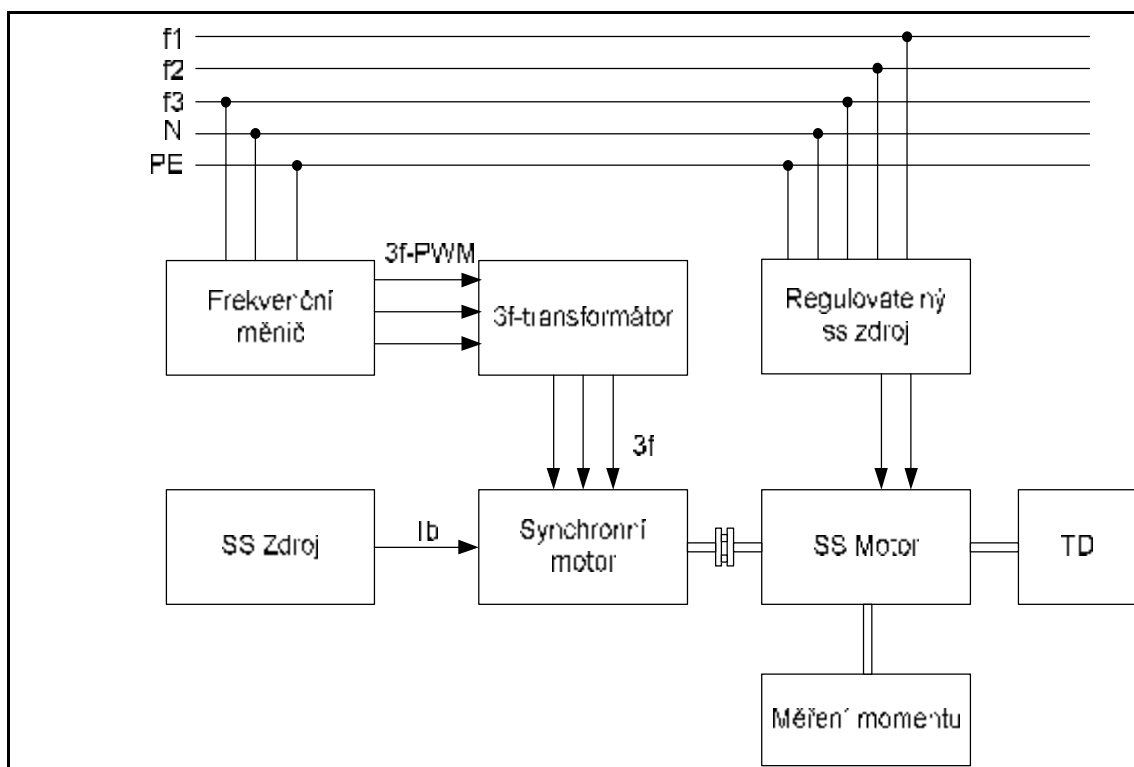 f1
f2
f3
N
PE
3f-PWM
Frekvenční
měnič
3f-transformátor
Regulovatelný
ss zdroj
3f
SS Zdroj
Ib
Synchronní
motor
SS Motor
TD
Měření momentu